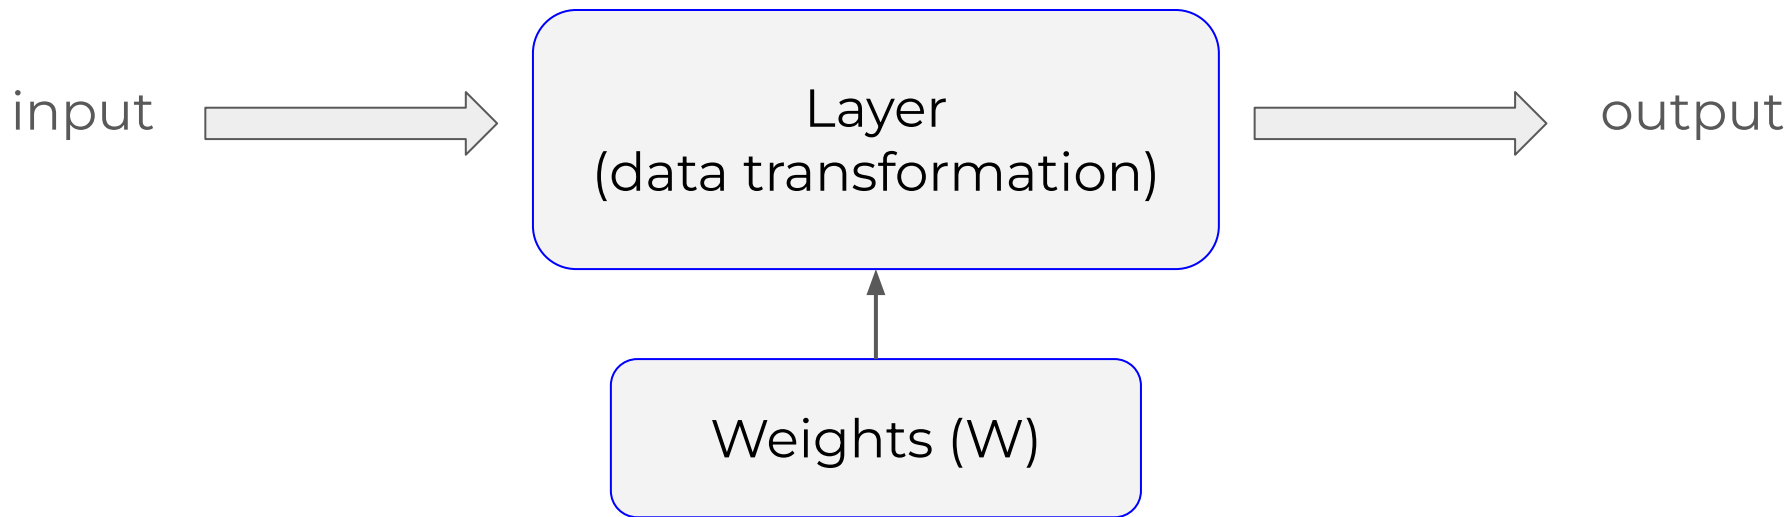 input
Layer
(data transformation)
output
Weights (W)